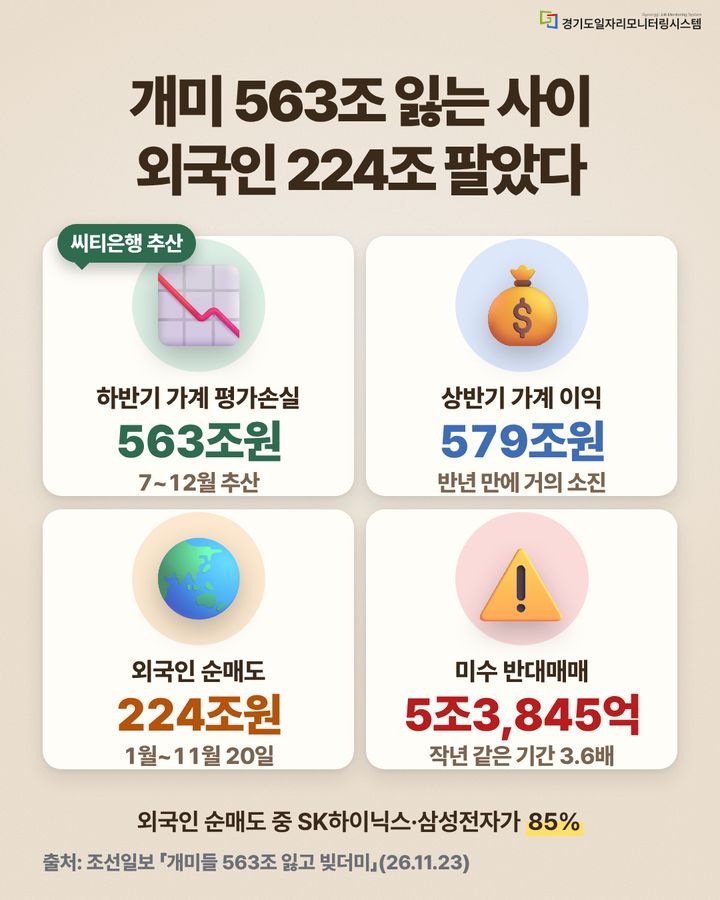 경기도일자리모니터링시스템
개미 563조 잃는 사이
외국인 224조 팔았다
씨티은행 추산
하반기 가계 평가손실
563조원
7~12월 추산
상반기 가계 이익
579조원
반년 만에 거의 소진
외국인 순매도
224조원
1월~11월 20일
미수 반대매매
5조3,845억
작년 같은 기간 3.6배
외국인 순매도 중 SK하이닉스·삼성전자가 85%
출처: 조선일보 「개미들 563조 잃고 빚더미」(26.11.23)